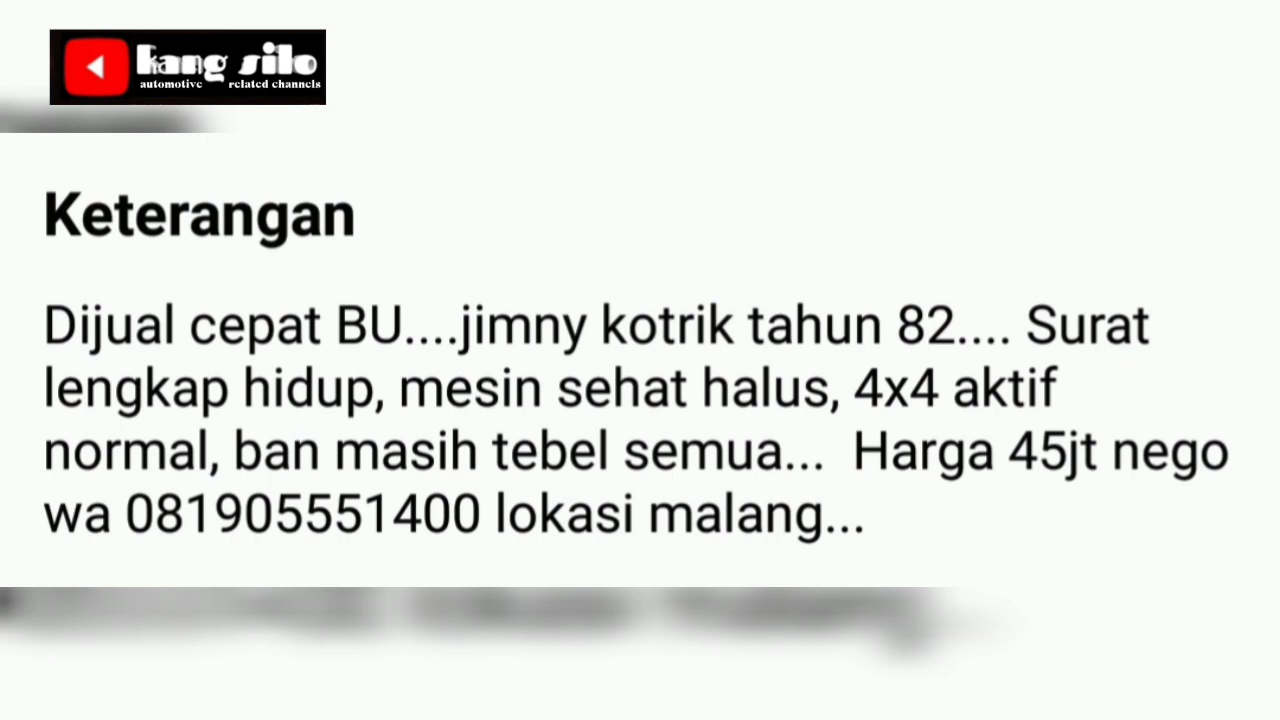 kang silo
automotive related channels
Keterangan
Dijual cepat BU....jimny kotrik tahun 82.... Surat
lengkap hidup, mesin sehat halus, 4x4 aktif
normal, ban masih tebel semua... Harga 45jt nego
wa 081905551400 lokasi malang...